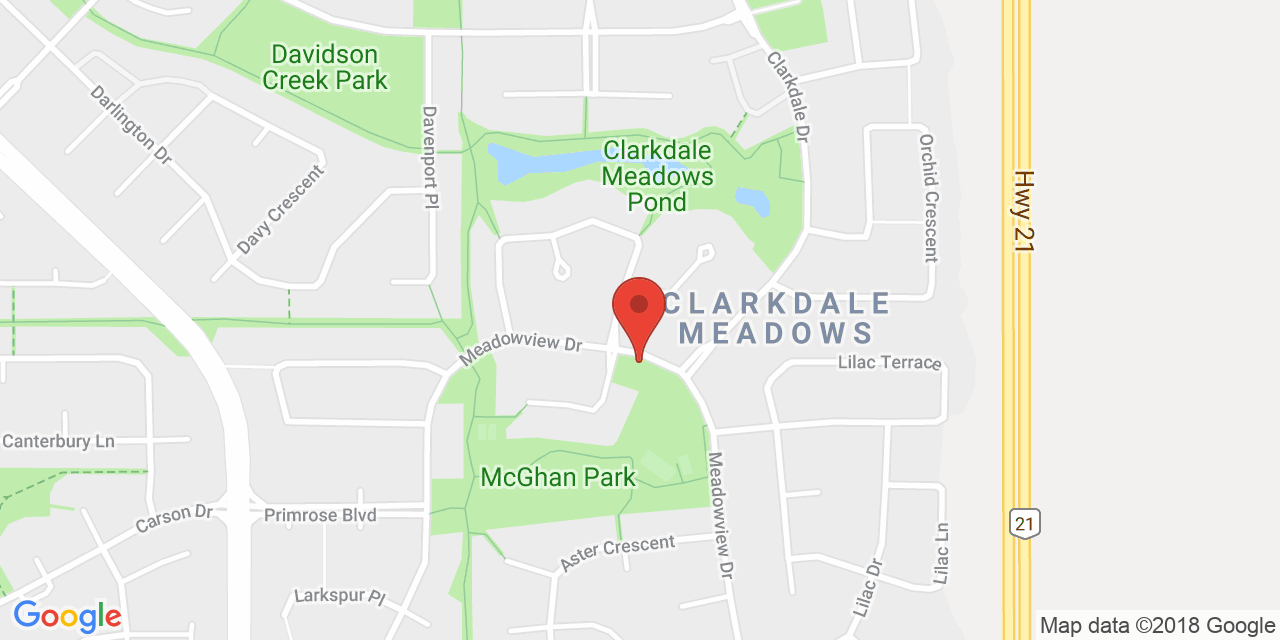 Davidson
Creek Park
Clarkdale Dr
Darlington Dr
Davenport Pl
Orchid Crescent
Clarkdale
Meadows
Pond
Davy Crescent
Hwy 21
CLARKDALE
MEADOWS
Meadowview Dr
Lilac Terrace
Canterbury Ln
McGhan Park
Meadowview Dr
Carson Dr
Primrose Blvd
21
Aster Crescent
Lilac Ln
Lilac Dr
Larkspur Pl
Google
Map data ©2018 Google